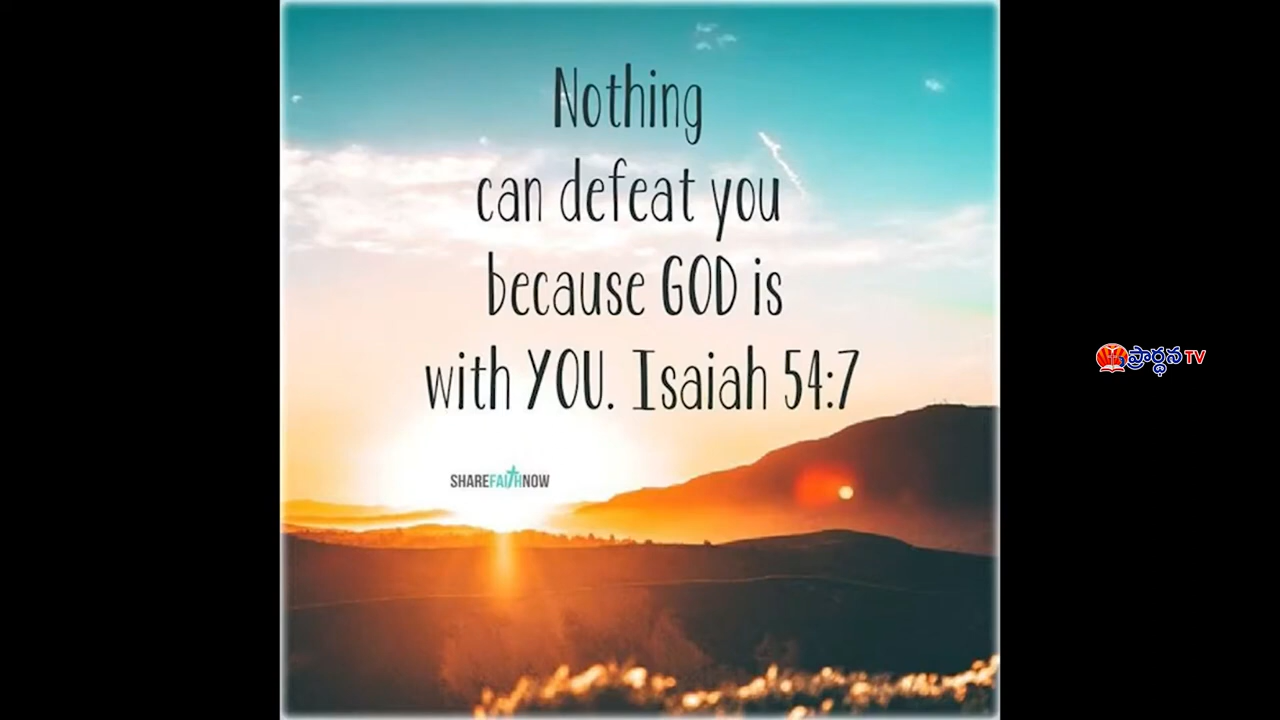 Nothing
can defeat you
because GOD is
with YOU. Isaiah 54:7
SHAREFAITHNOW
ప్రార్థన TV